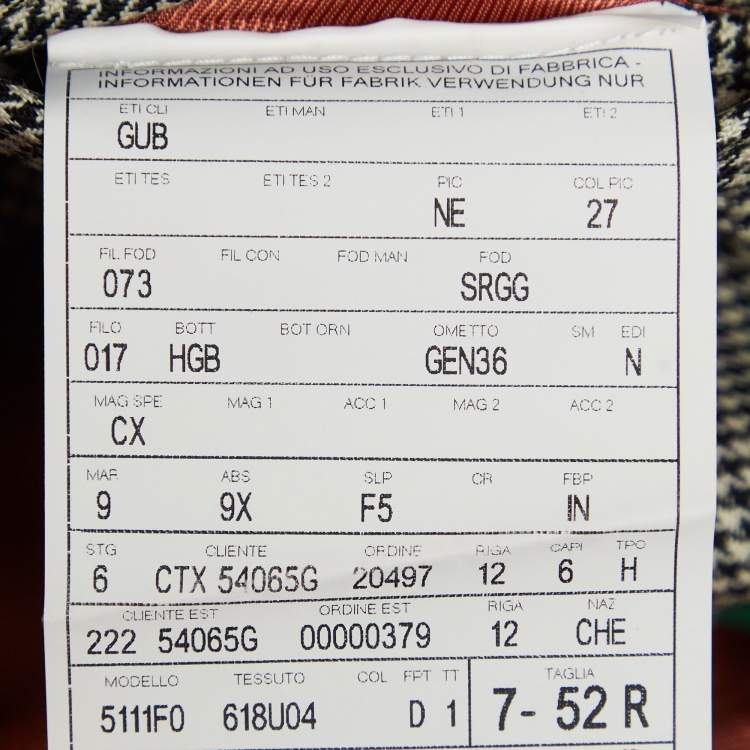 INFORMAZIONI AD USO ESCLUSIVO DI FABBRICA -
INFORMATIONEN FÜR FABRIK VERWENDUNG NUR
ETI CLI ETI MAN ETI 1 ETI 2
GUB
ETI TES ETI TES 2 PIC COL PIC
NE 27
FIL FOD FIL CON FOD MAN FOD
073 SRGG
FILO BOTT BOT ORN OMETTO SM EDI
017 HGB GEN36 N
MAG SPE MAG 1 ACC 1 MAG 2 ACC 2
CX
MAR ABS SLP CR FBP
9 9X F5 IN
STG CLIENTE ORDINE RIGA CAPI TPO
6 CTX 54065G 20497 12 6 H
CLIENTE EST ORDINE EST RIGA NAZ
222 54065G 00000379 12 CHE
MODELLO TESSUTO COL FPT TT TAGLIA
5111F0 618U04 D 1 7- 52 R